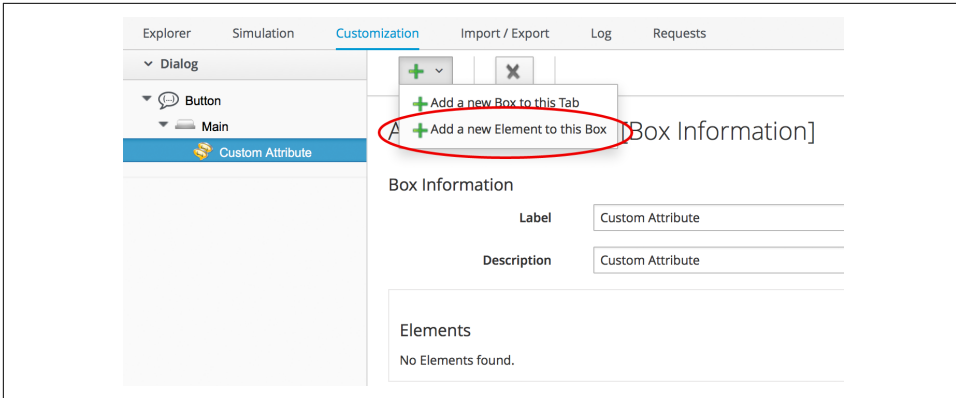 Explorer Simulation Customization Import / Export Log Requests
Dialog
Button
Main
Custom Attribute
Add a new Box to this Tab
Add a new Element to this Box
A [Box Information]
Box Information
Label Custom Attribute
Description Custom Attribute
Elements
No Elements found.